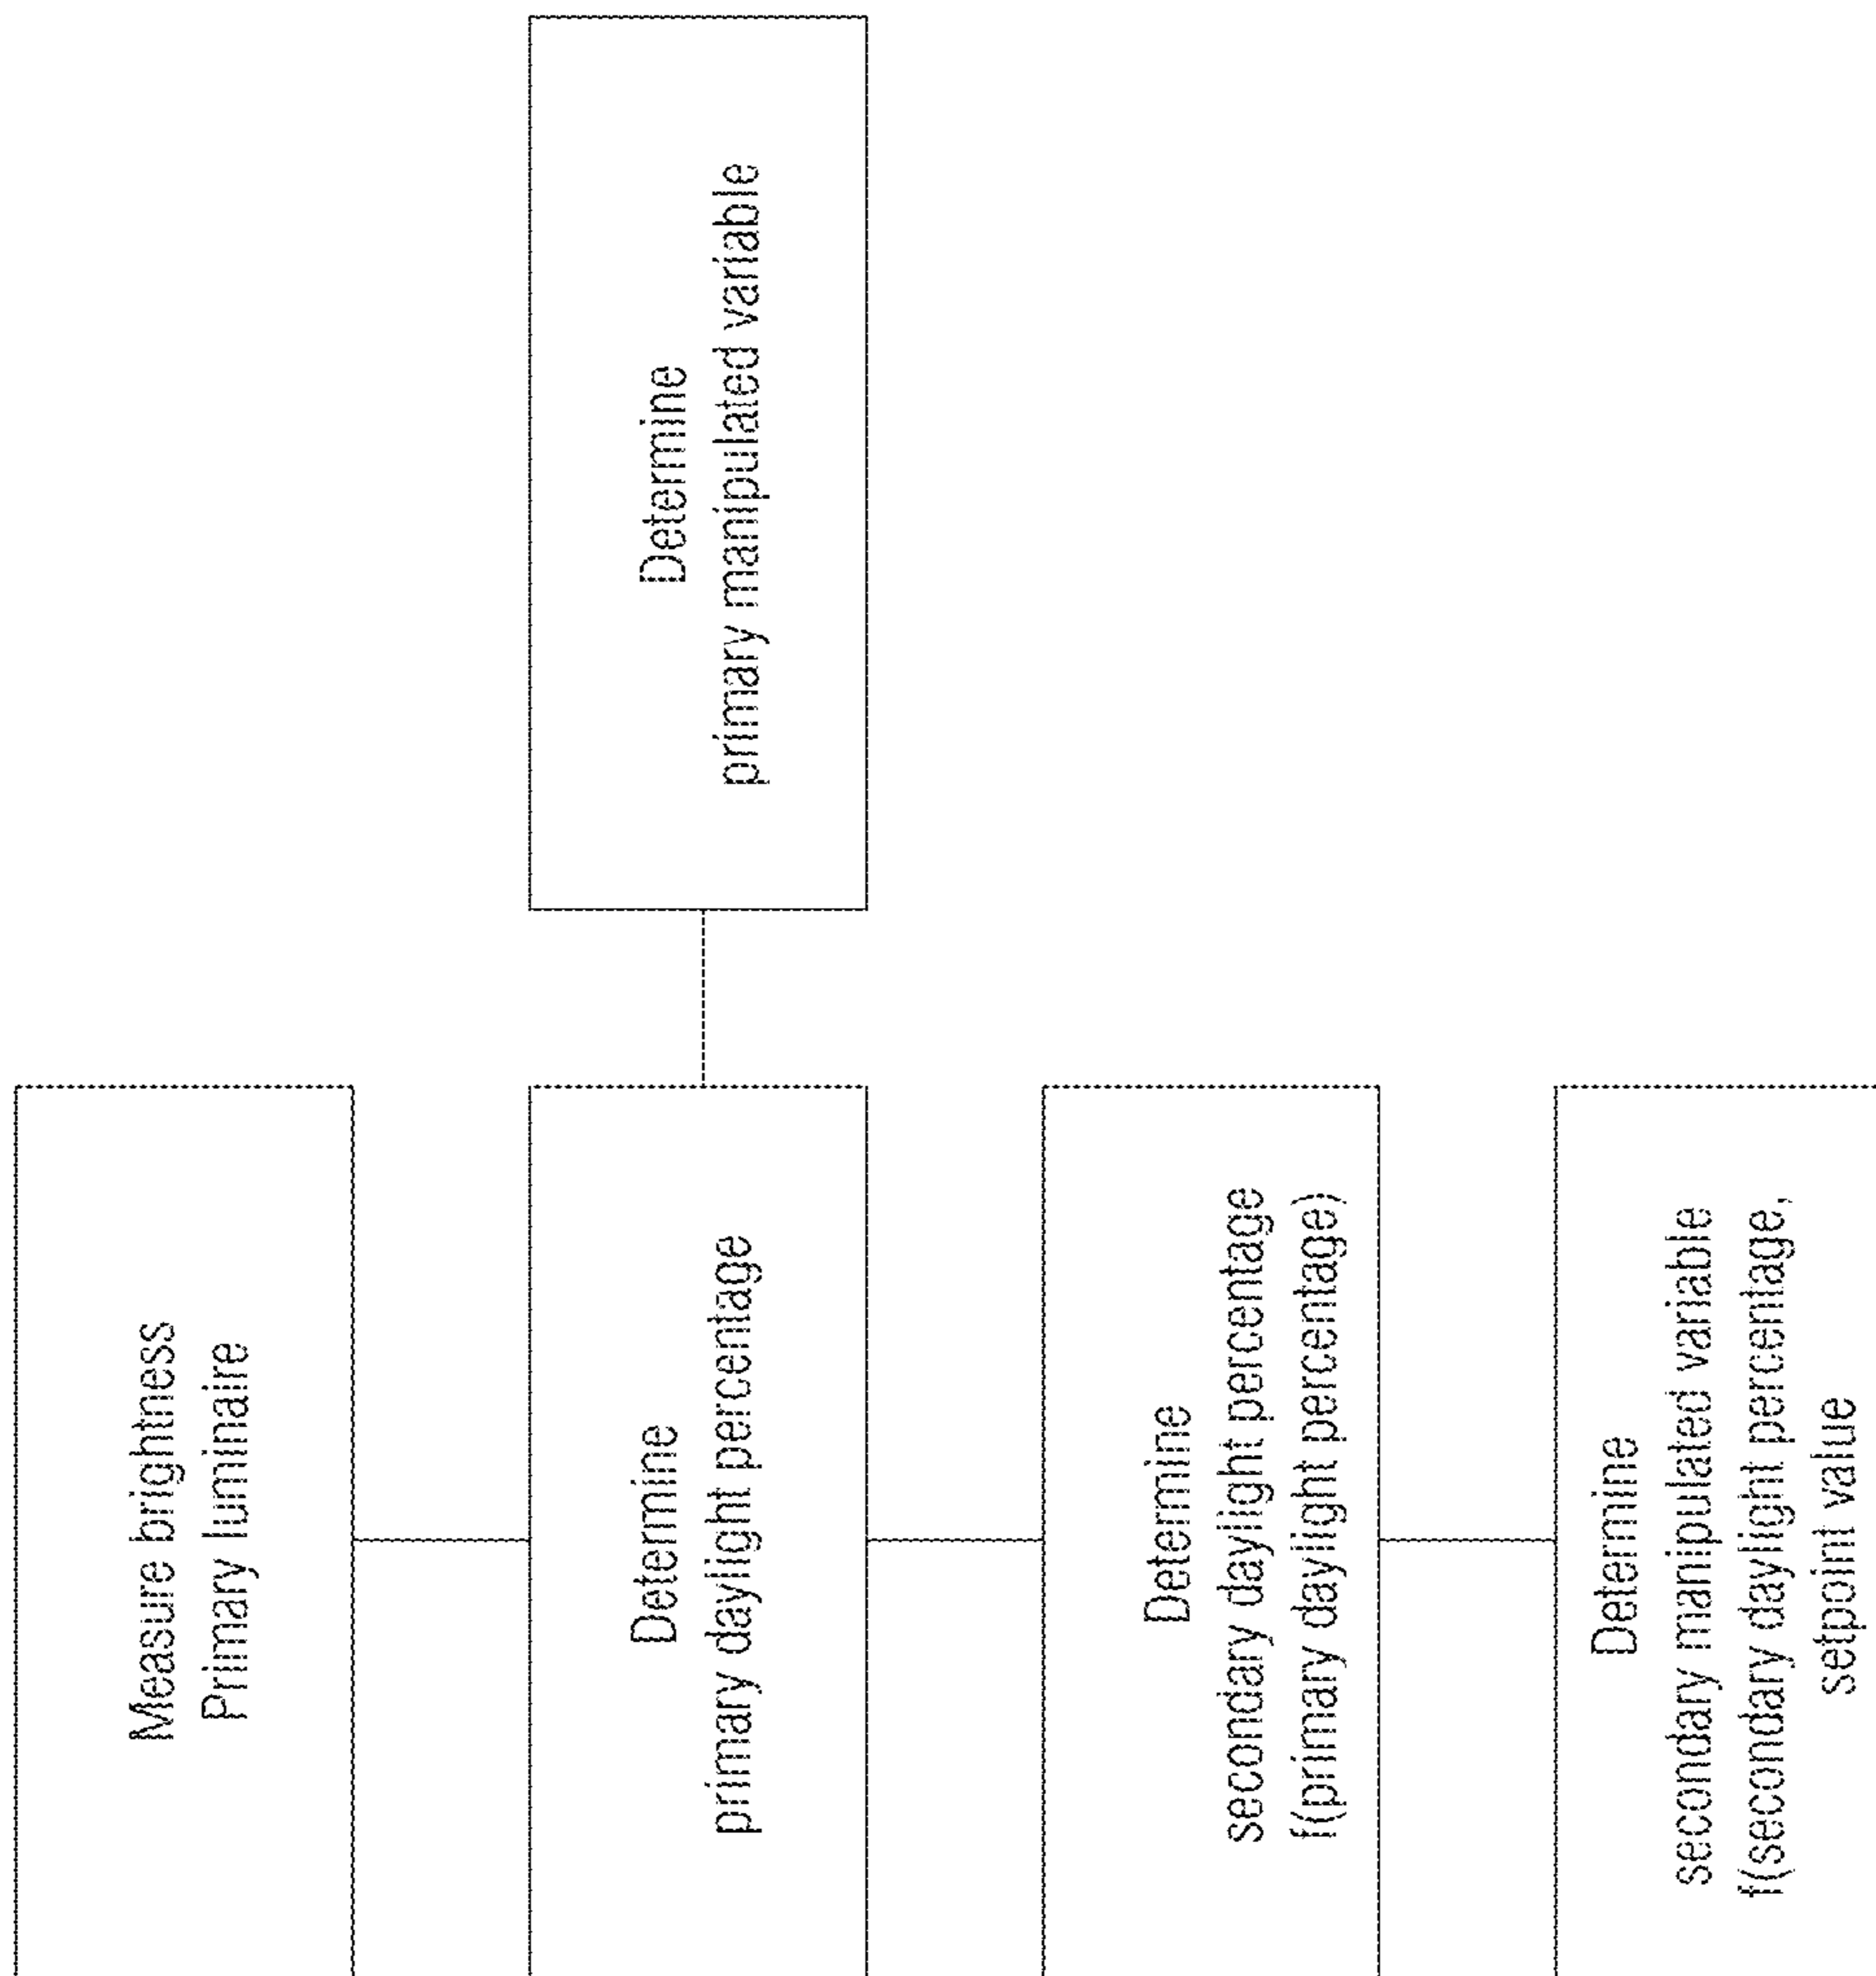 Measure brightness
Primary luminaire
Determine
primary daylight percentage
Determine
primary manipulated variable
Determine
secondary daylight percentage
f(primary daylight percentage)
Determine
secondary manipulated variable
f(secondary daylight percentage,
setpoint value